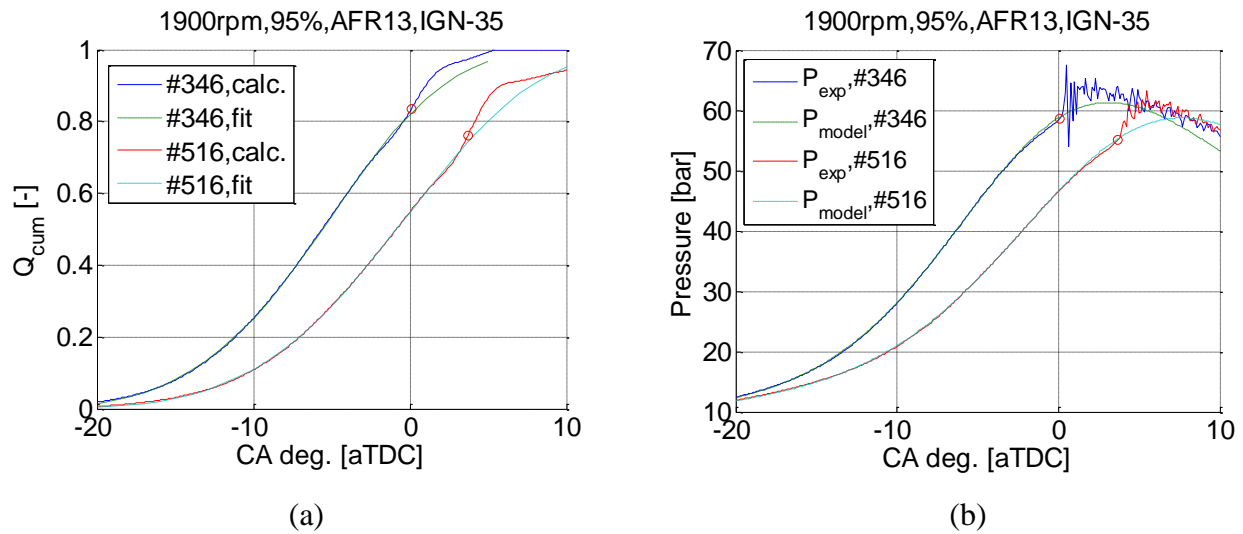 1900rpm,95%,AFR13,IGN-35
1
0.8
0.6
0.4
0.2
0
Q_cum [-]
#346,calc.
#346,fit
#516,calc.
#516,fit
-20
-10
0
10
CA deg. [aTDC]
(a)
1900rpm,95%,AFR13,IGN-35
70
60
50
40
30
20
10
Pressure [bar]
P_exp,#346
P_model,#346
P_exp,#516
P_model,#516
-20
-10
0
10
CA deg. [aTDC]
(b)